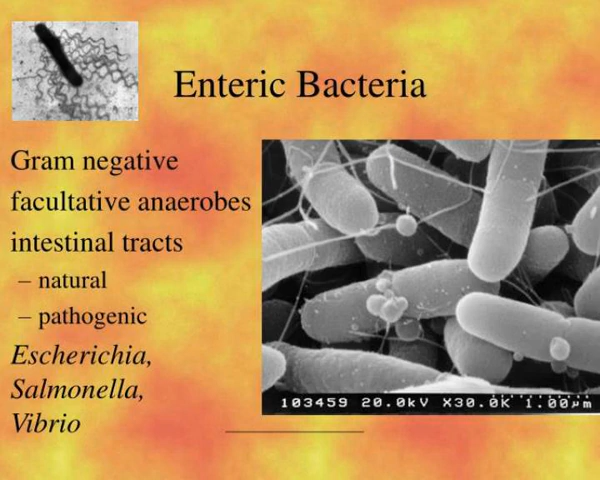 Enteric Bacteria
Gram negative
facultative anaerobes
intestinal tracts
– natural
– pathogenic
Escherichia,
Salmonella,
Vibrio
103459 20.0kV X30.0K 1.00µm